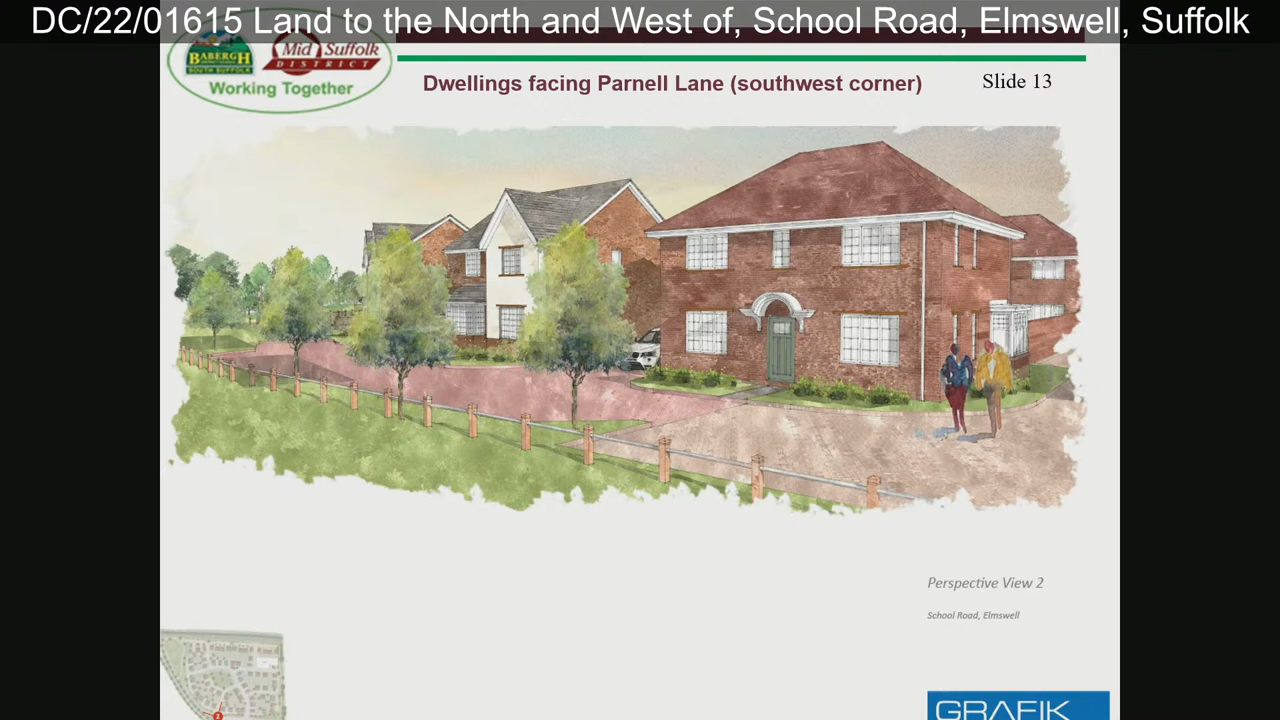 DC/22/01615 Land to the North and West of, School Road, Elmswell, Suffolk
BABERGH
SOUTH SUFFOLK
Mid Suffolk
DISTRICT
Working Together
Dwellings facing Parnell Lane (southwest corner)
Slide 13
Perspective View 2
School Road, Elmswell
GRAFIK